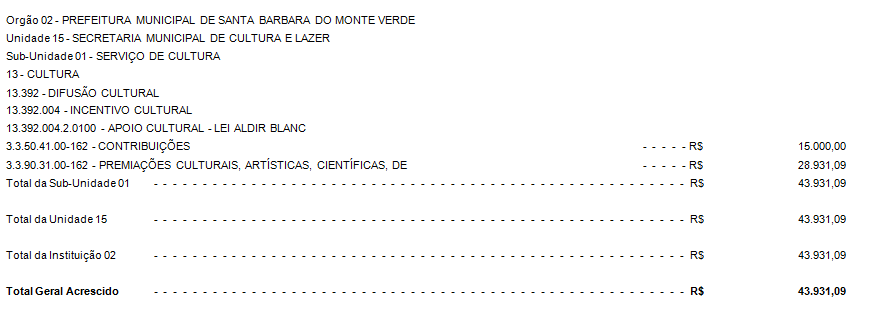 Orgão 02 - PREFEITURA MUNICIPAL DE SANTA BARBARA DO MONTE VERDE
Unidade 15 - SECRETARIA MUNICIPAL DE CULTURA E LAZER
Sub-Unidade 01 - SERVIÇO DE CULTURA
13 - CULTURA
13.392 - DIFUSÃO CULTURAL
13.392.004 - INCENTIVO CULTURAL
13.392.004.2.0100 - APOIO CULTURAL - LEI ALDIR BLANC
3.3.50.41.00-162 - CONTRIBUIÇÕES - - - - - R$ 15.000,00
3.3.90.31.00-162 - PREMIAÇÕES CULTURAIS, ARTÍSTICAS, CIENTÍFICAS, DE - - - - - R$ 28.931,09
Total da Sub-Unidade 01 - - - - - - - - - - - - - - - - - - - - - - - - - - - - - - - - - - - - - - - - - - - - - - - - - - - - - - R$ 43.931,09
Total da Unidade 15 - - - - - - - - - - - - - - - - - - - - - - - - - - - - - - - - - - - - - - - - - - - - - - - - - - - - - - R$ 43.931,09
Total da Instituição 02 - - - - - - - - - - - - - - - - - - - - - - - - - - - - - - - - - - - - - - - - - - - - - - - - - - - - - - R$ 43.931,09
Total Geral Acrescido - - - - - - - - - - - - - - - - - - - - - - - - - - - - - - - - - - - - - - - - - - - - - - - - - - - - - - R$ 43.931,09